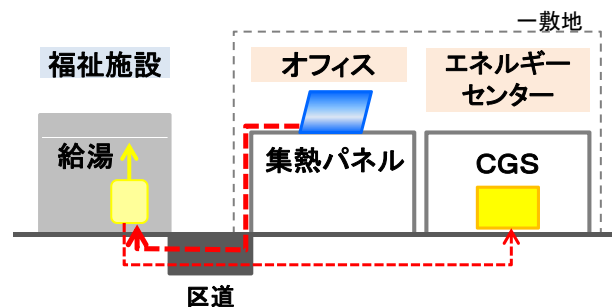 一敷地
福祉施設
オフィス
エネルギー
センター
給湯
集熱パネル
CGS
区道